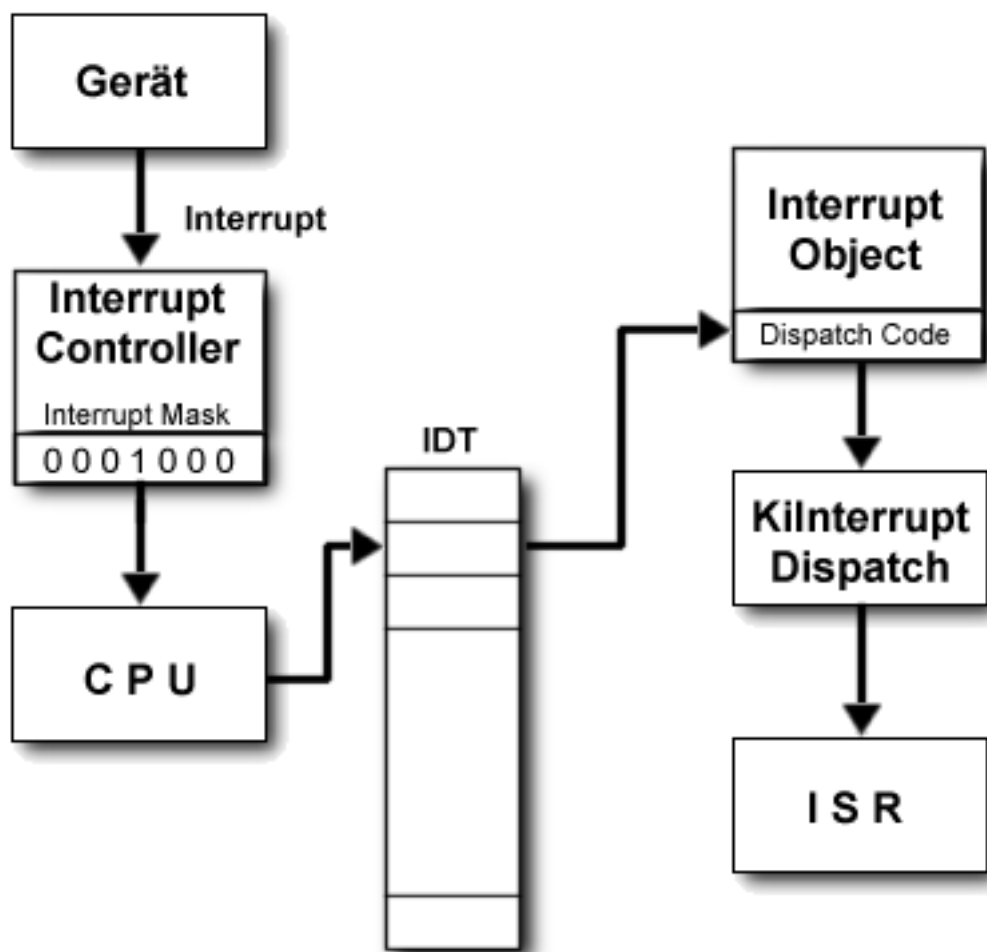 Gerät
Interrupt
Interrupt
Controller
Interrupt Mask
0 0 0 1 0 0 0
C P U
IDT
Interrupt
Object
Dispatch Code
KiInterrupt
Dispatch
I S R